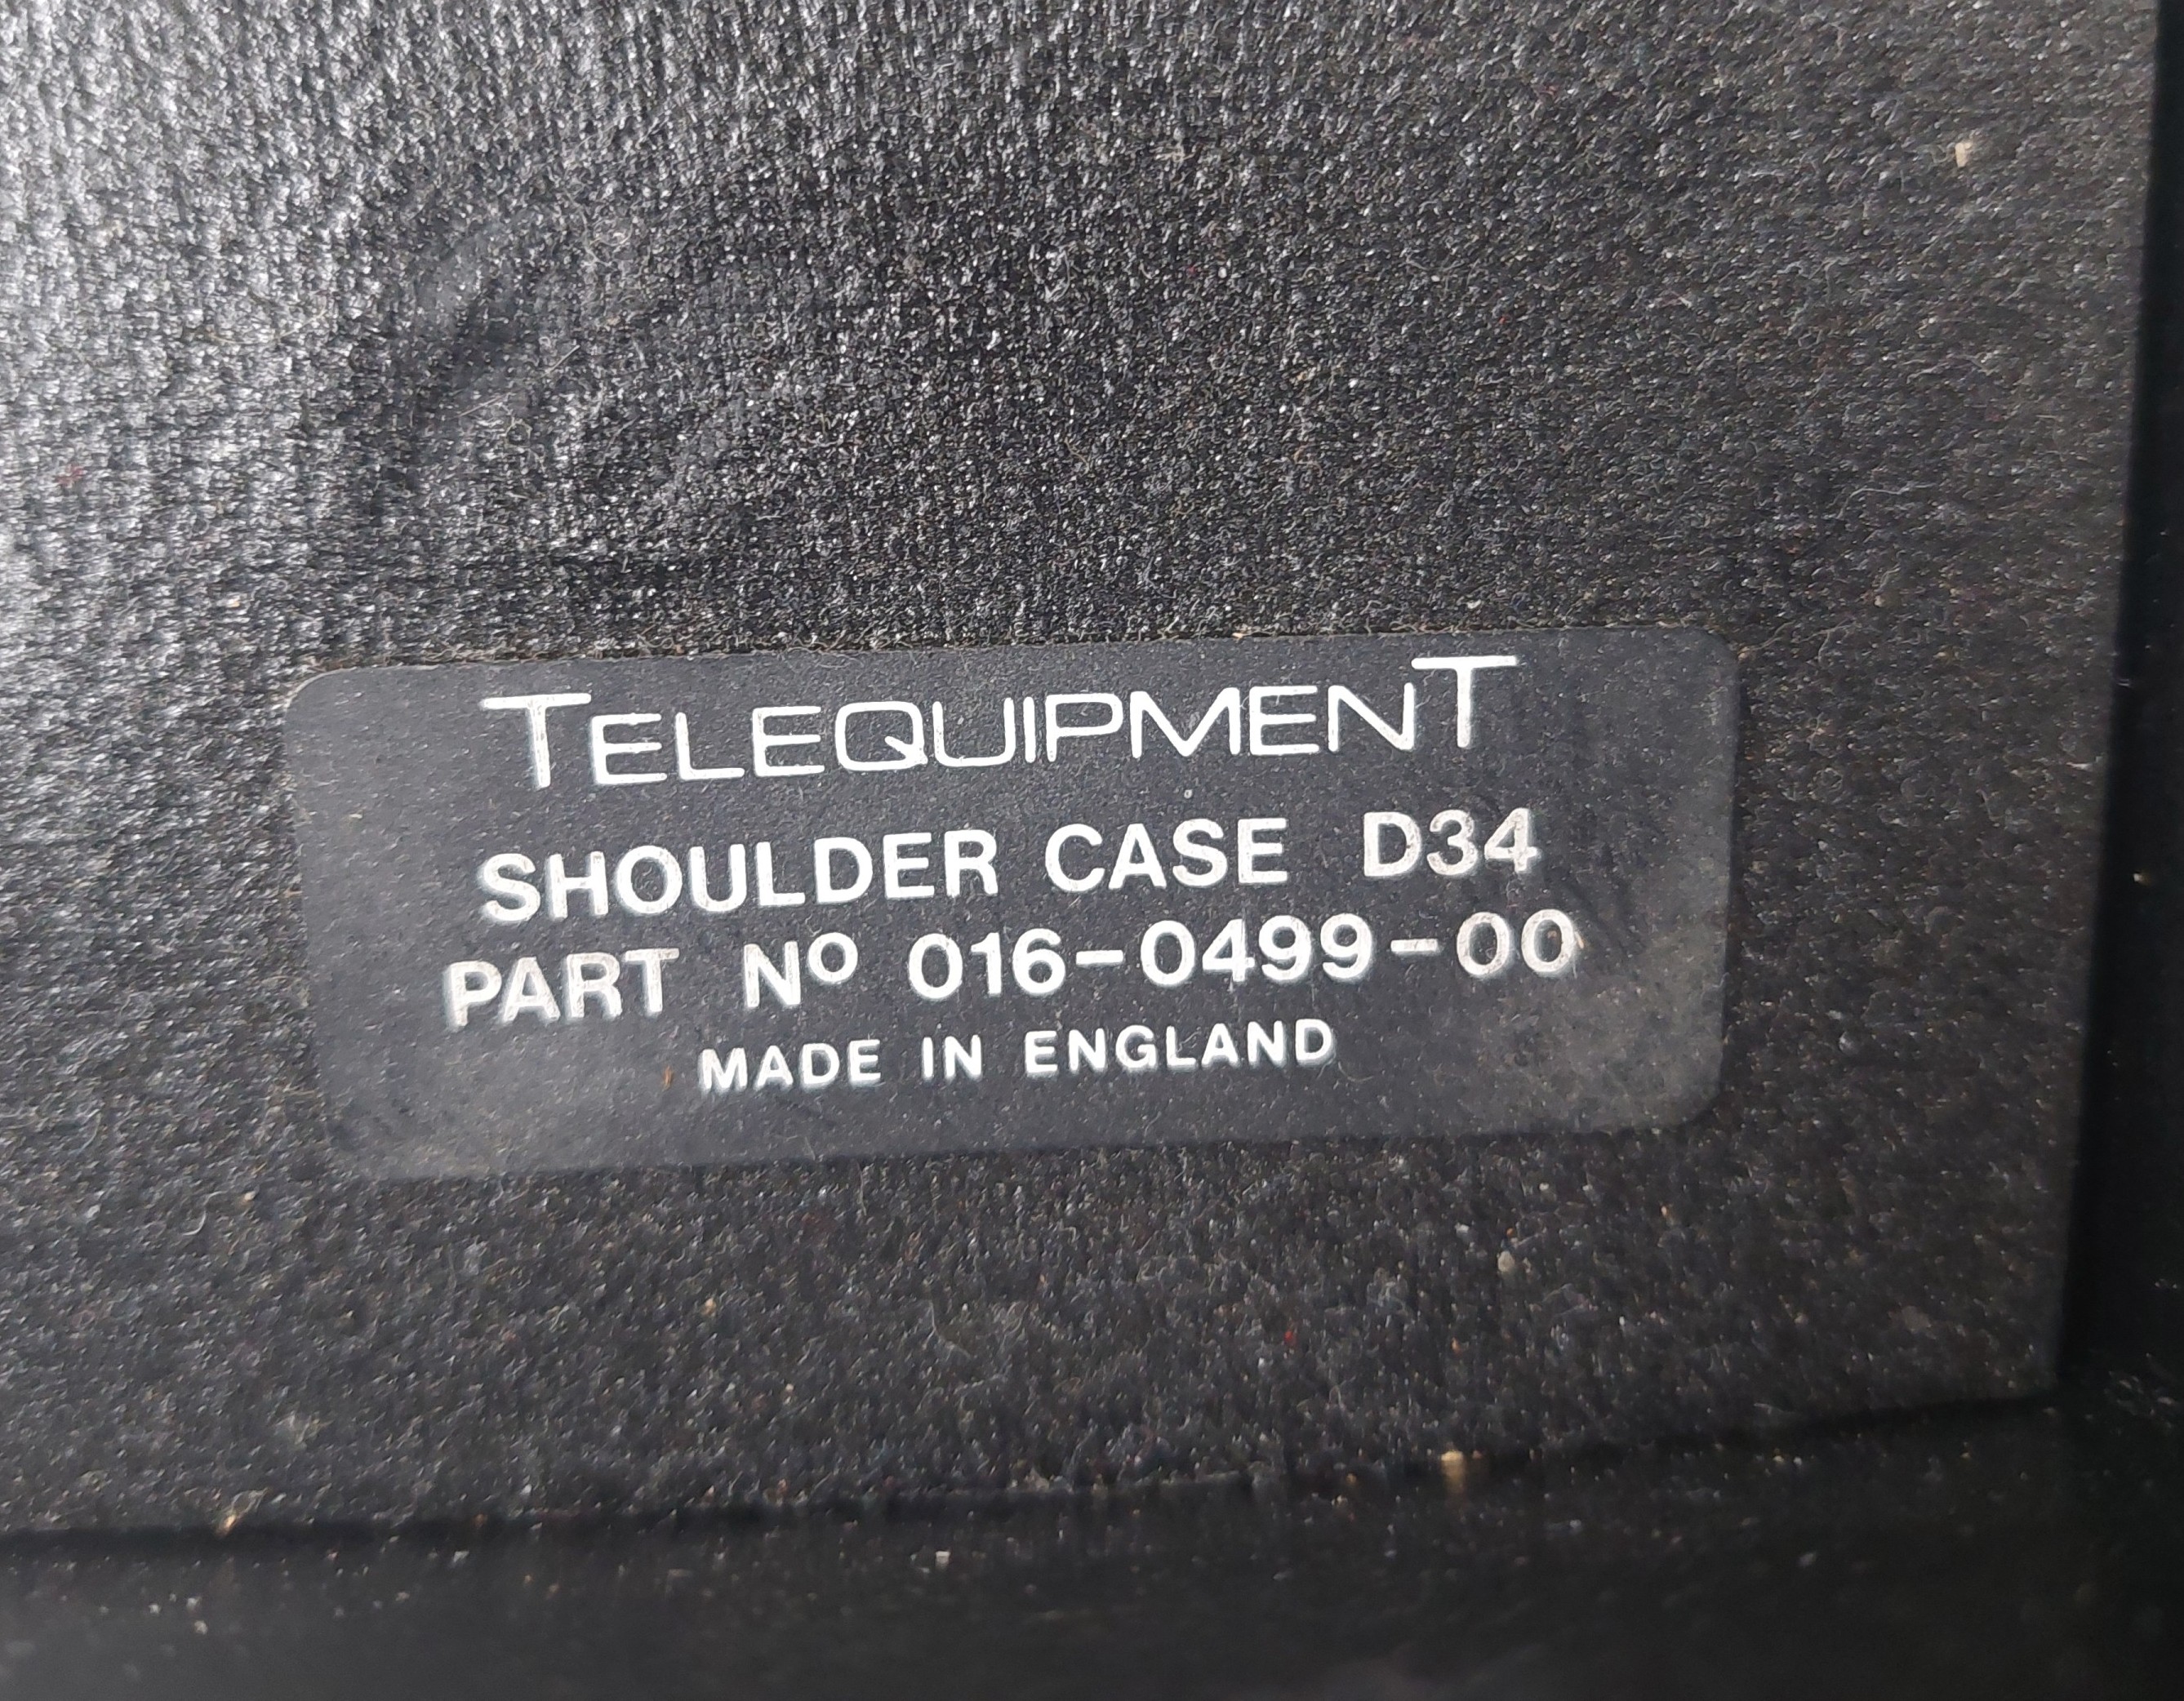 TELEQUIPMENT
SHOULDER CASE D34
PART Nº 016-0499-00
MADE IN ENGLAND